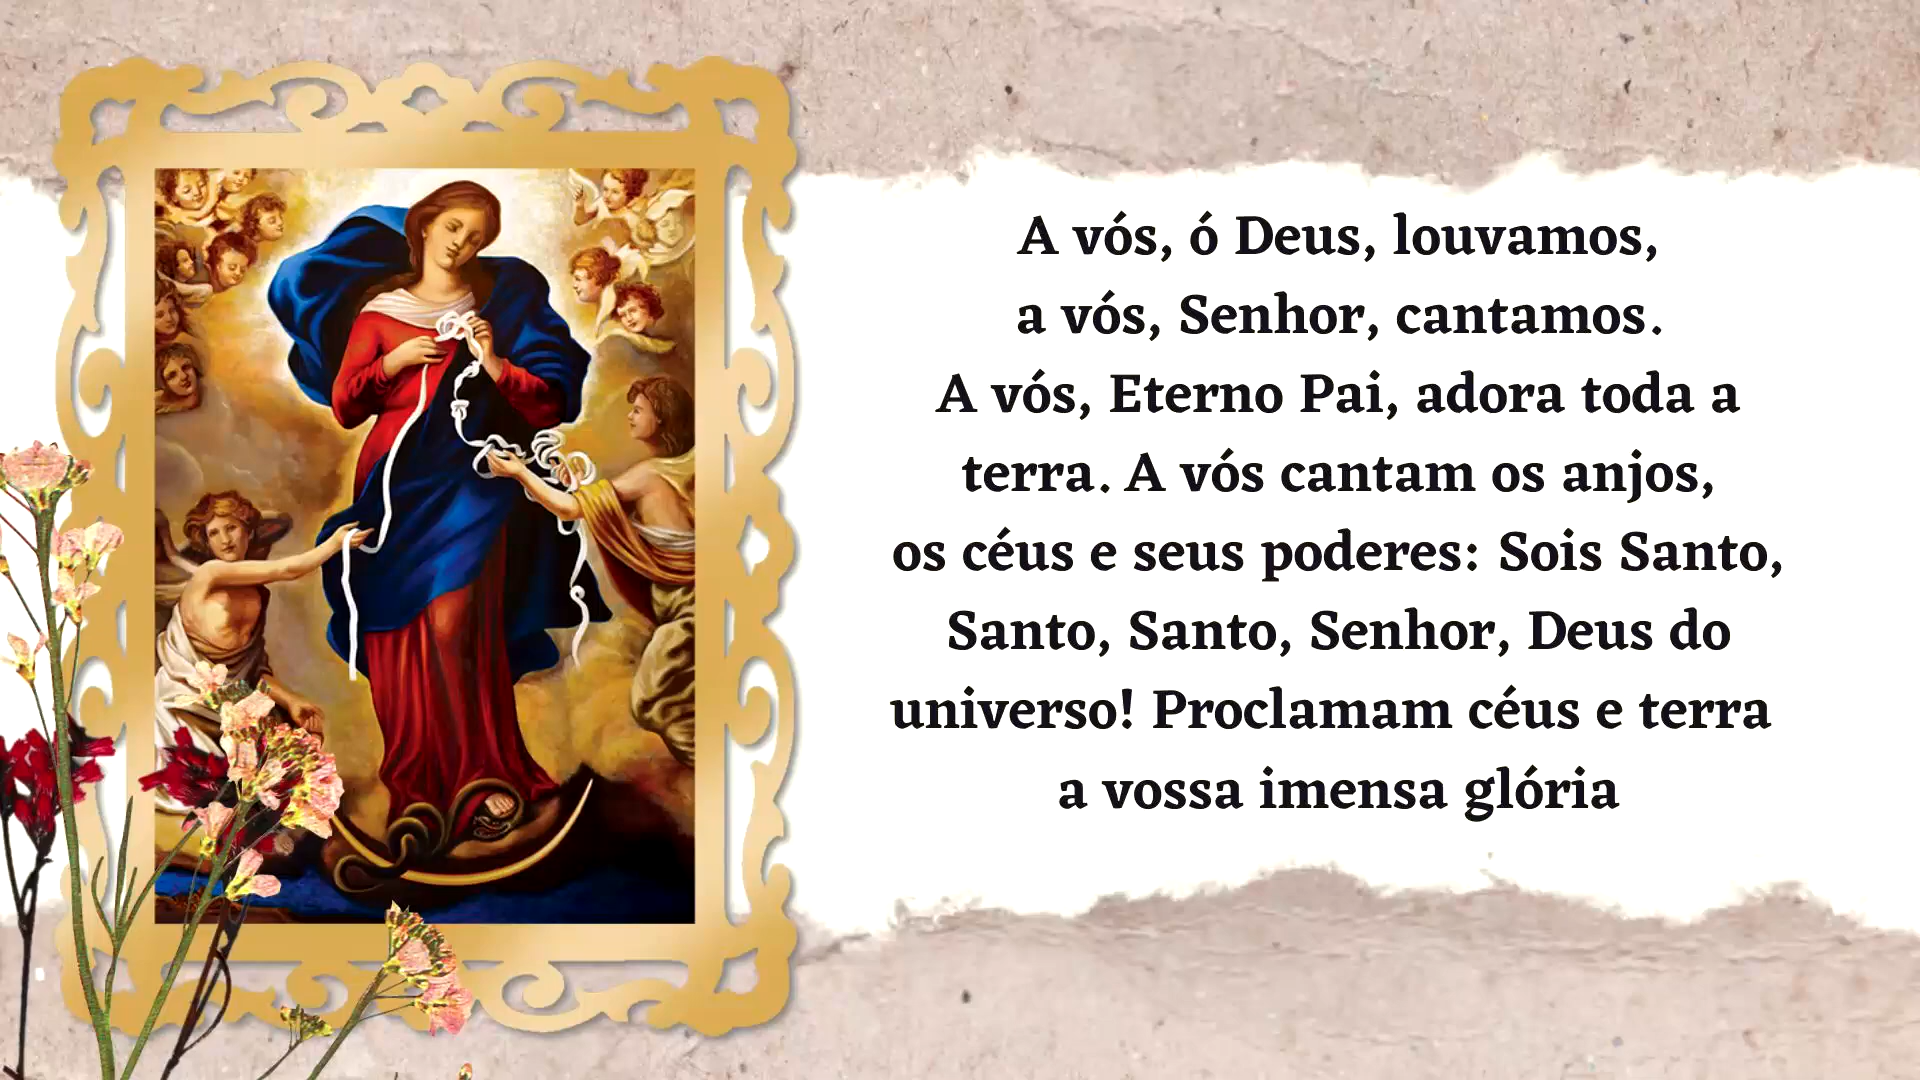 A vós, ó Deus, louvamos,
a vós, Senhor, cantamos.
A vós, Eterno Pai, adora toda a
terra. A vós cantam os anjos,
os céus e seus poderes: Sois Santo,
Santo, Santo, Senhor, Deus do
universo! Proclamam céus e terra
a vossa imensa glória